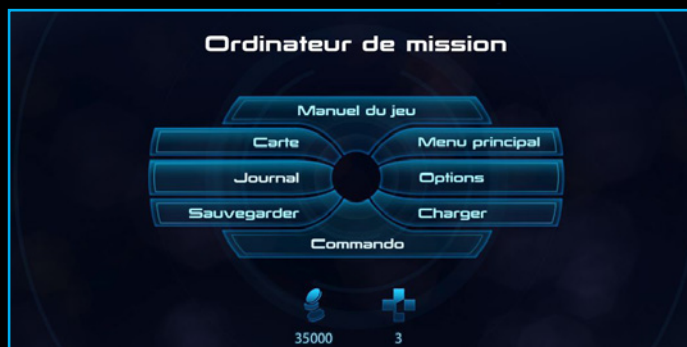 Ordinateur de mission
Manuel du jeu
Carte
Menu principal
Journal
Options
Sauvegarder
Charger
Commando
35000
3